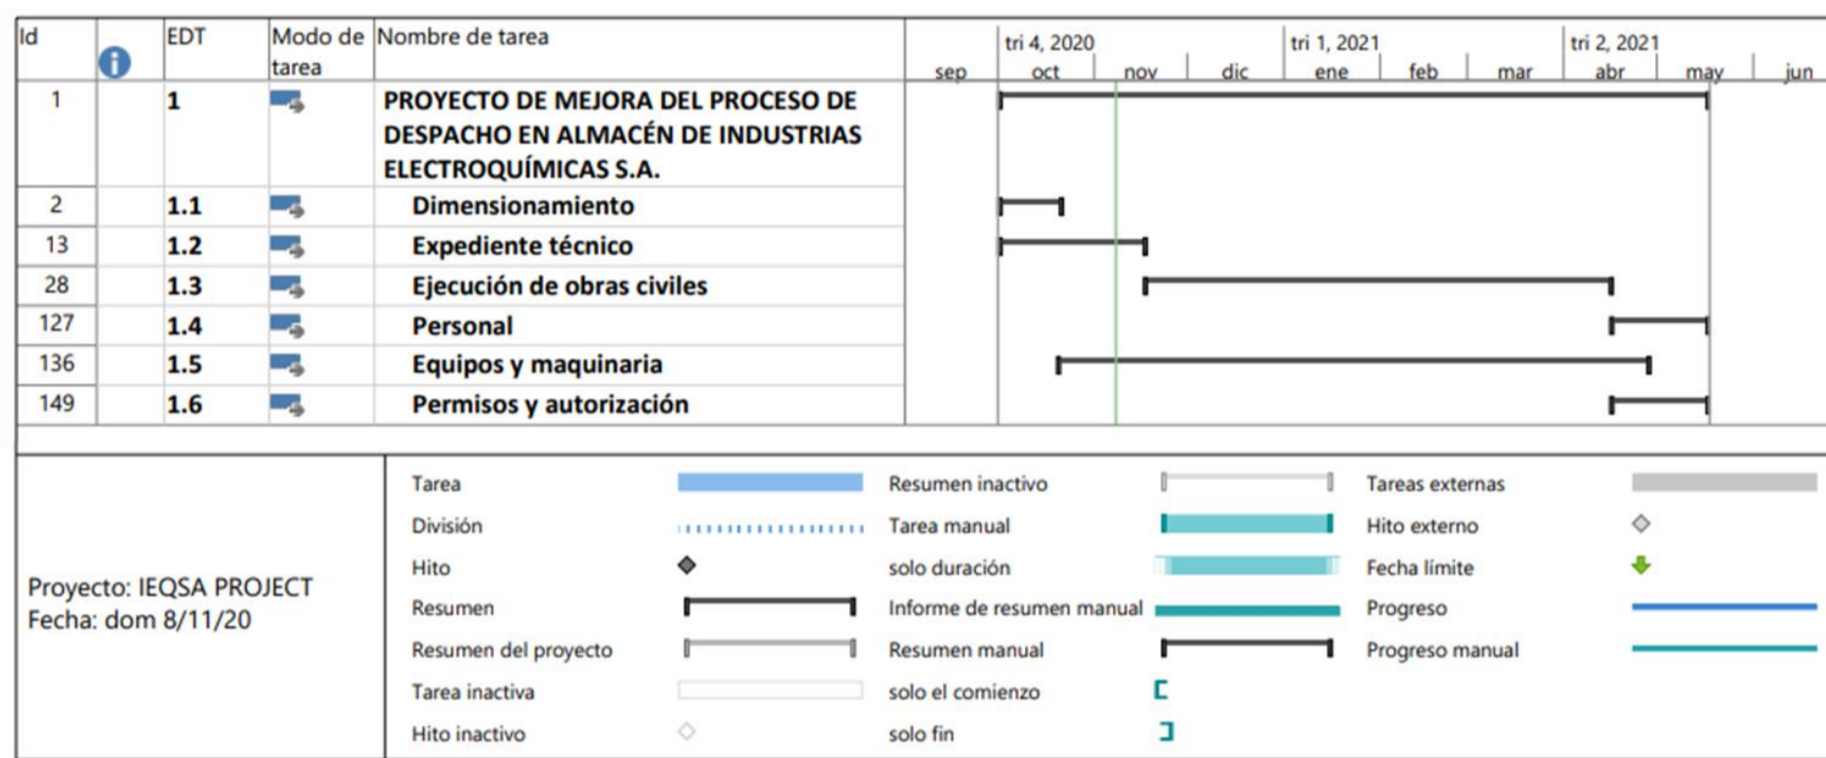 Id
EDT
Modo de tarea
Nombre de tarea
tri 4, 2020
tri 1, 2021
tri 2, 2021
sep oct nov dic ene feb mar abr may jun
1 1 PROYECTO DE MEJORA DEL PROCESO DE
DESPACHO EN ALMACÉN DE INDUSTRIAS
ELECTROQUÍMICAS S.A.
2 1.1 Dimensionamiento
13 1.2 Expediente técnico
28 1.3 Ejecución de obras civiles
127 1.4 Personal
136 1.5 Equipos y maquinaria
149 1.6 Permisos y autorización
Proyecto: IEQSA PROJECT
Fecha: dom 8/11/20
Tarea
División
Hito
Resumen
Resumen del proyecto
Tarea inactiva
Hito inactivo
Resumen inactivo
Tarea manual
solo duración
Informe de resumen manual
Resumen manual
solo el comienzo
solo fin
Tareas externas
Hito externo
Fecha límite
Progreso
Progreso manual